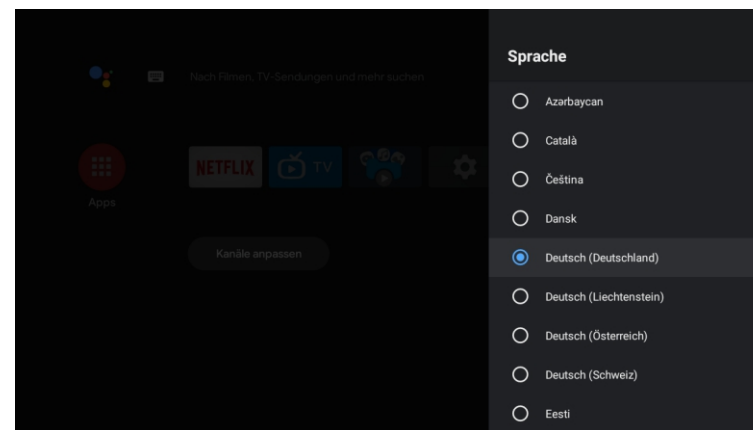 Sprache
Nach Filmen, TV-Sendungen und mehr suchen
NETFLIX
TV
Apps
Kanäle anpassen
Azərbaycan
Català
Čeština
Dansk
Deutsch (Deutschland)
Deutsch (Liechtenstein)
Deutsch (Österreich)
Deutsch (Schweiz)
Eesti